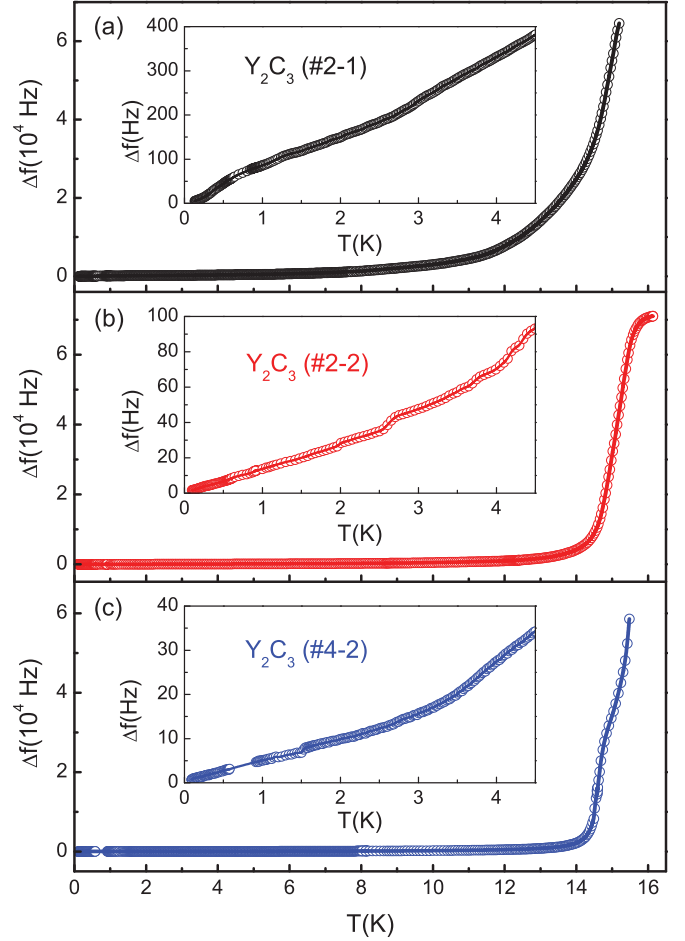 (a)
Y₂C₃ (#2-1)
Δf(10⁴ Hz)
6
4
2
0
Δf(Hz)
400
300
200
100
0
0 1 2 3 4
T(K)
(b)
Y₂C₃ (#2-2)
Δf(10⁴ Hz)
6
4
2
0
Δf(Hz)
100
80
60
40
20
0
0 1 2 3 4
T(K)
(c)
Y₂C₃ (#4-2)
Δf(10⁴ Hz)
6
4
2
0
Δf(Hz)
40
30
20
10
0
0 1 2 3 4
T(K)
0 2 4 6 8 10 12 14 16
T(K)